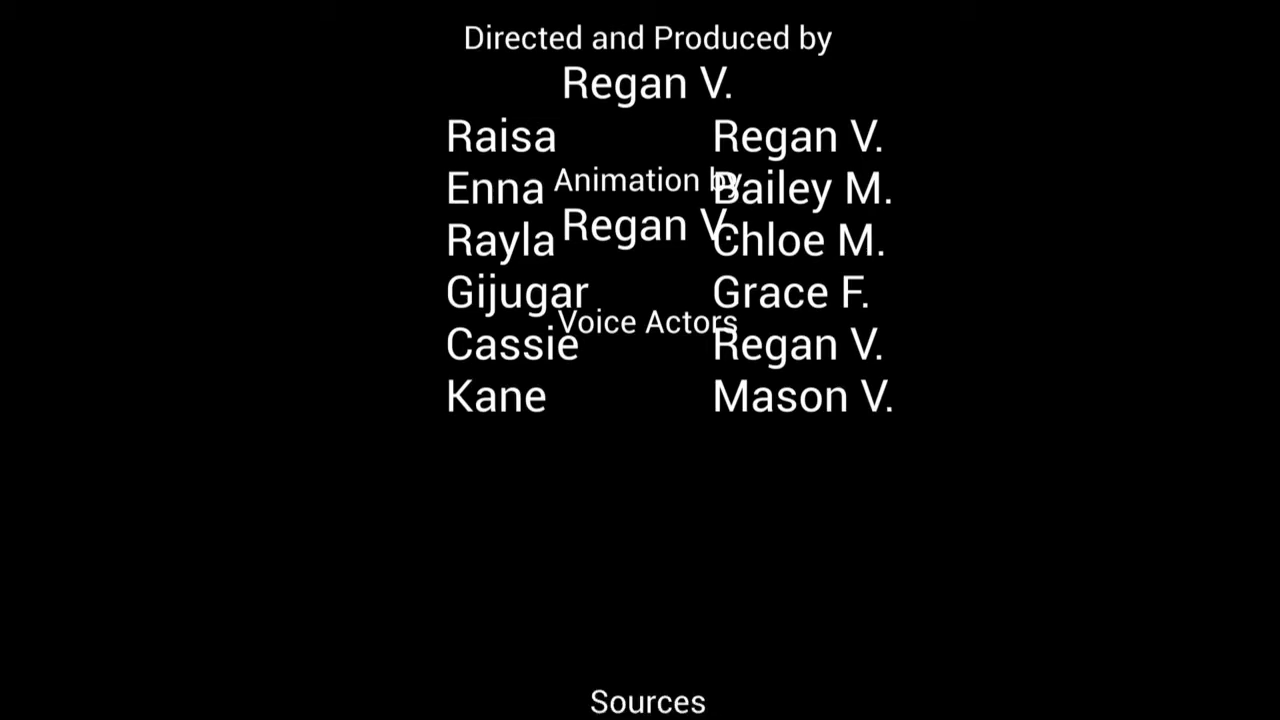 Directed and Produced by
Regan V.
Raisa Regan V.
Animation by
Enna Bailey M.
Regan V.
Rayla Chloe M.
Gijugar Grace F.
Voice Actors
Cassie Regan V.
Kane Mason V.
Sources